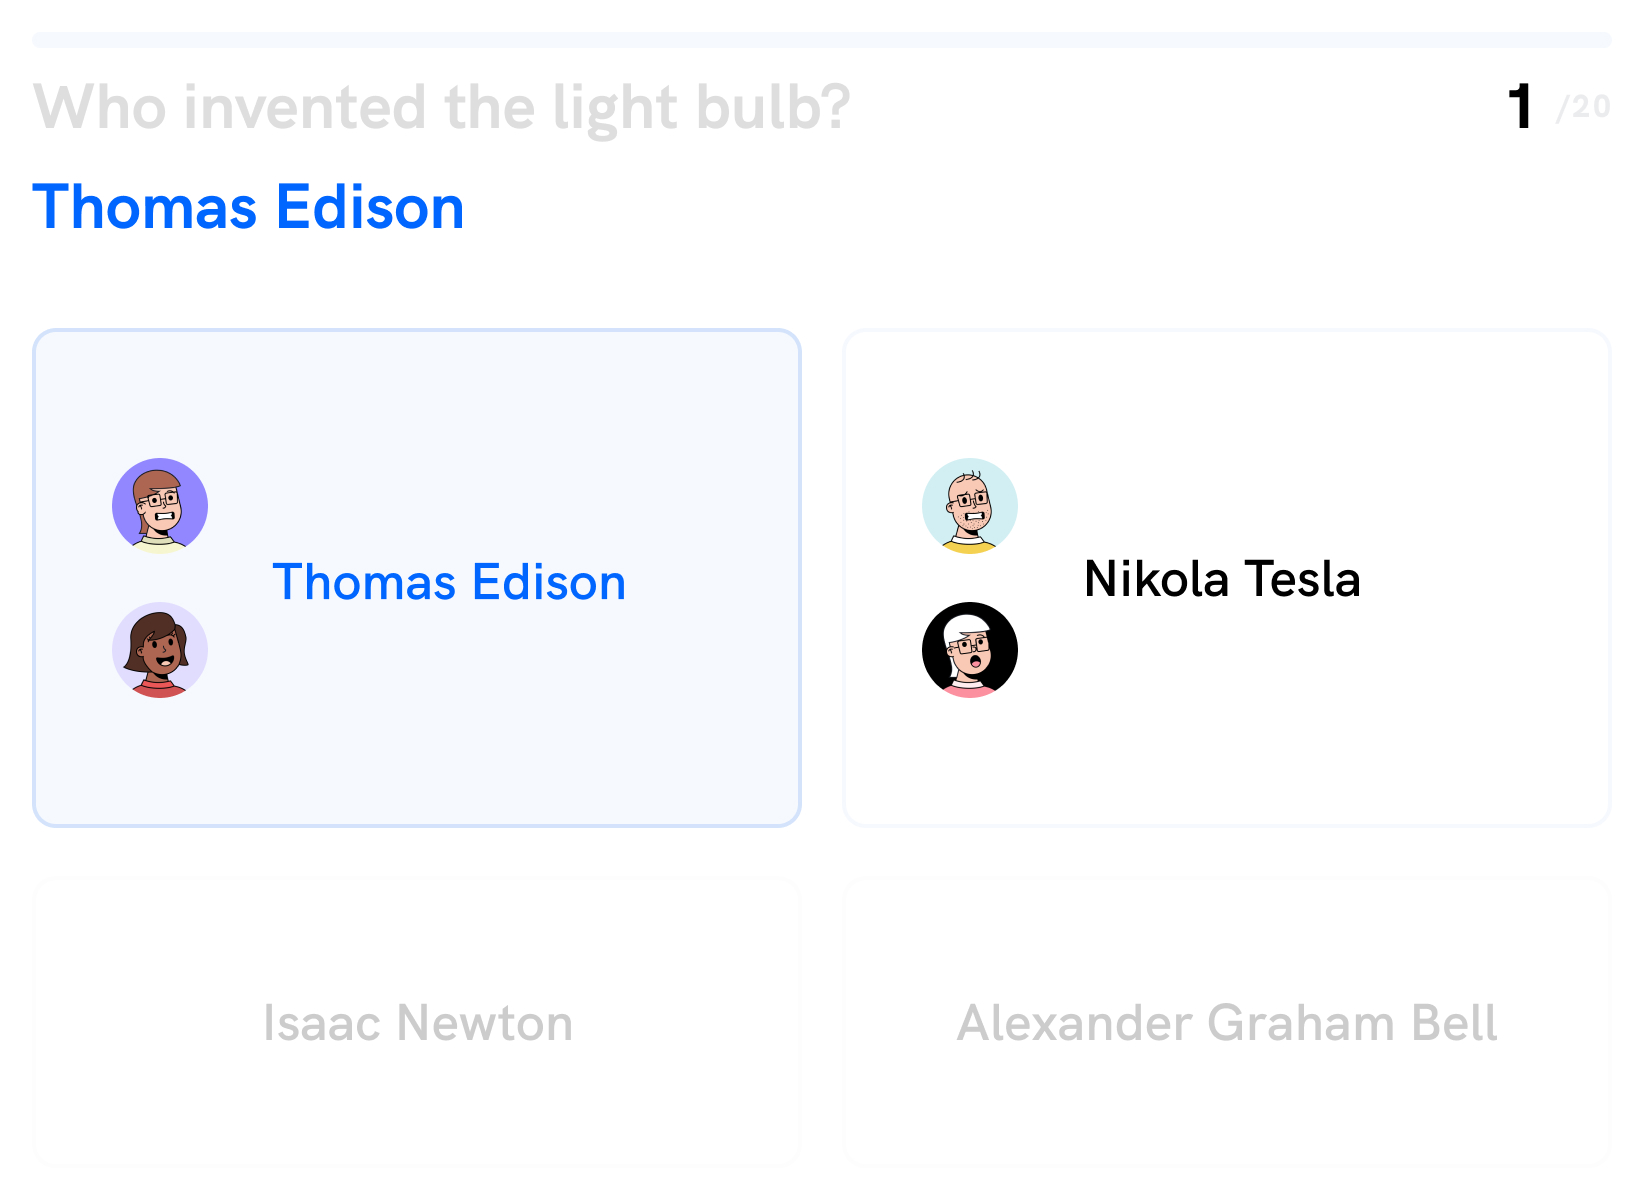 Who invented the light bulb?
1 /20
Thomas Edison
Thomas Edison
Nikola Tesla
Isaac Newton
Alexander Graham Bell